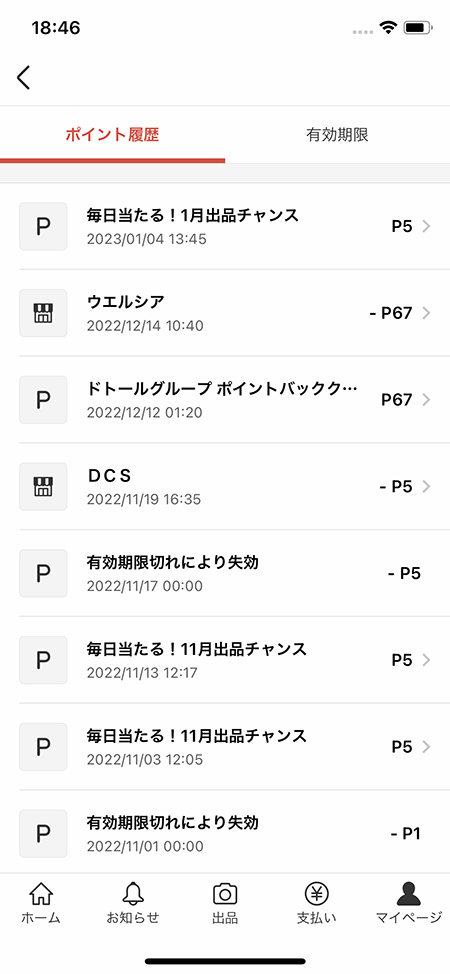 18:46
ポイント履歴
有効期限
P
毎日当たる！1月出品チャンス
P5
2023/01/04 13:45
ウエルシア
- P67
2022/12/14 10:40
P
ドトールグループ ポイントバックク…
P67
2022/12/12 01:20
ＤＣＳ
- P5
2022/11/19 16:35
P
有効期限切れにより失効
- P5
2022/11/17 00:00
P
毎日当たる！11月出品チャンス
P5
2022/11/13 12:17
P
毎日当たる！11月出品チャンス
P5
2022/11/03 12:05
P
有効期限切れにより失効
- P1
2022/11/01 00:00
ホーム
お知らせ
出品
支払い
マイページ